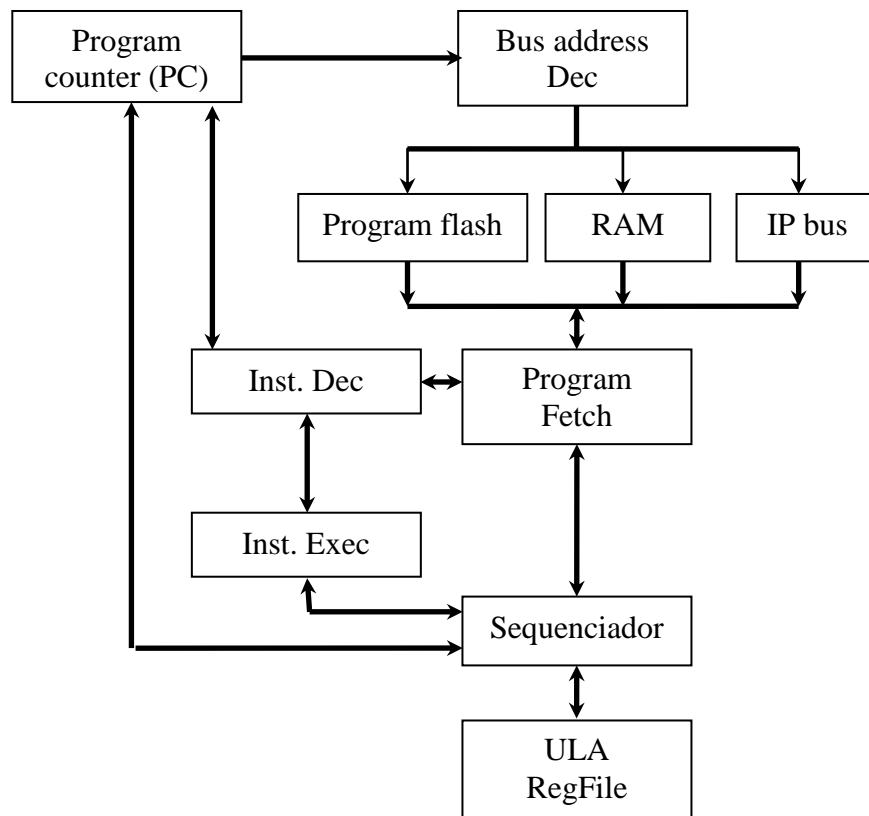 Program
counter (PC)
Bus address
Dec
Program flash
RAM
IP bus
Inst. Dec
Program
Fetch
Inst. Exec
Sequenciador
ULA
RegFile